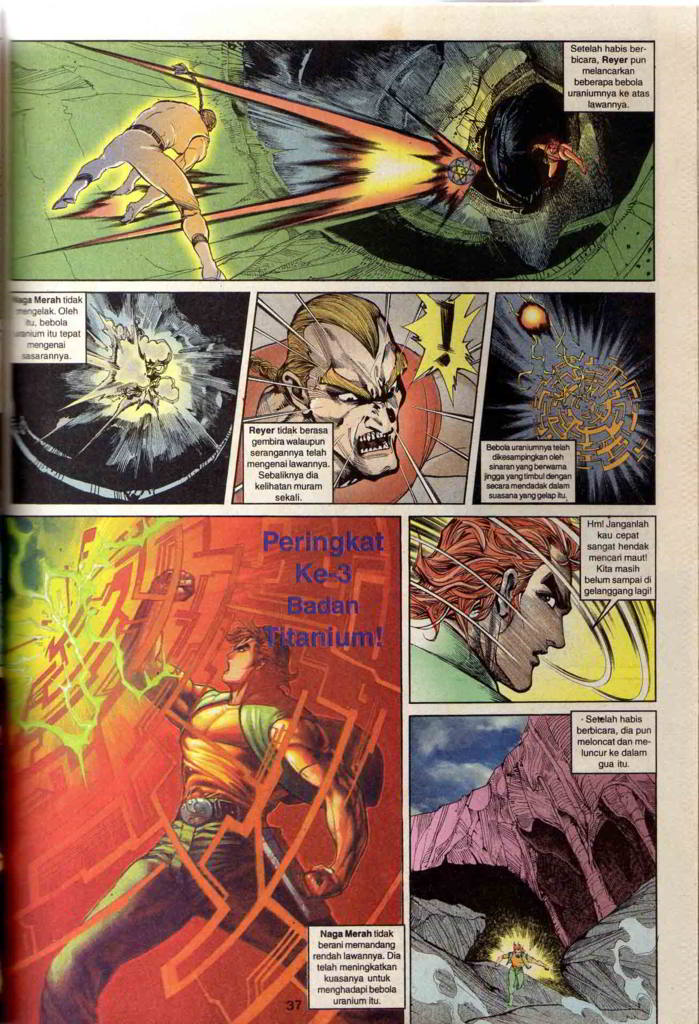 Setelah habis ber-
bicara, Reyer pun
melancarkan
beberapa bebola
uraniumnya ke atas
lawannya.
Naga Merah tidak
mengelak. Oleh
itu, bebola
uranium itu tepat
mengenai
sasarannya.
Reyer tidak berasa
gembira walaupun
serangannya telah
mengenai lawannya.
Sebaliknya dia
kelihatan muram
sekali.
!
Bebola uraniumnya telah
dikesampingkan oleh
sinaran yang berwarna
jingga yang timbul dengan
secara mendadak dalam
suasana yang gelap itu.
Peringkat
Ke-3
Badan
Titanium!
Naga Merah tidak
berani memandang
rendah lawannya. Dia
telah meningkatkan
kuasanya untuk
menghadapi bebola
uranium itu.
Hm! Janganlah
kau cepat
sangat hendak
mencari maut!
Kita masih
belum sampai di
gelanggang lagi!
Setelah habis
berbicara, dia pun
meloncat dan me-
luncur ke dalam
gua itu.
37